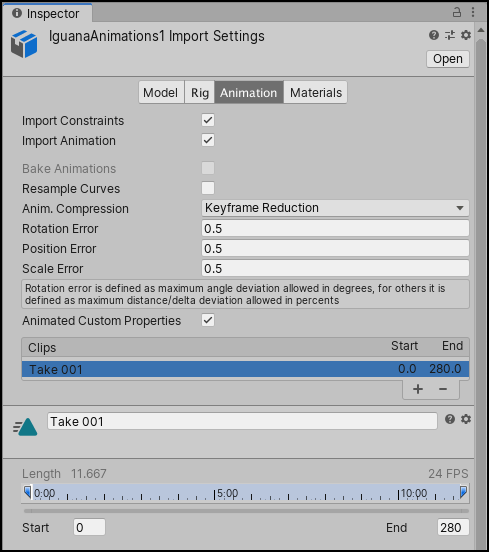 Inspector
IguanaAnimations1 Import Settings
Open
Model Rig Animation Materials
Import Constraints
Import Animation
Bake Animations
Resample Curves
Anim. Compression Keyframe Reduction
Rotation Error 0.5
Position Error 0.5
Scale Error 0.5
Rotation error is defined as maximum angle deviation allowed in degrees, for others it is
defined as maximum distance/delta deviation allowed in percents
Animated Custom Properties
Clips Start End
Take 001 0.0 280.0
+ −
Take 001
Length 11.667 24 FPS
0:00 5:00 10:00
Start 0 End 280